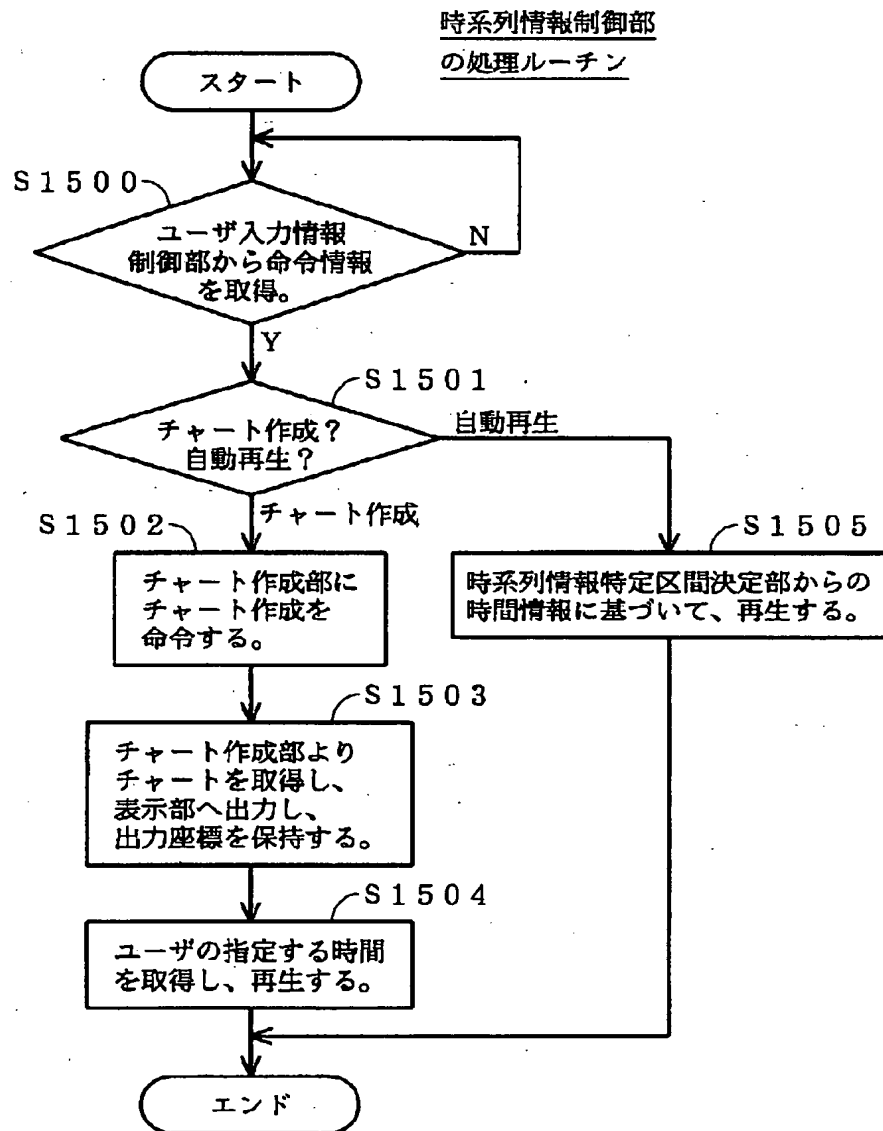 時系列情報制御部
の処理ルーチン
スタート
S1500
ユーザ入力情報
制御部から命令情報
を取得。
N
Y
S1501
チャート作成？
自動再生？
自動再生
チャート作成
S1502
チャート作成部に
チャート作成を
命令する。
S1505
時系列情報特定区間決定部からの
時間情報に基づいて、再生する。
S1503
チャート作成部より
チャートを取得し、
表示部へ出力し、
出力座標を保持する。
S1504
ユーザの指定する時間
を取得し、再生する。
エンド